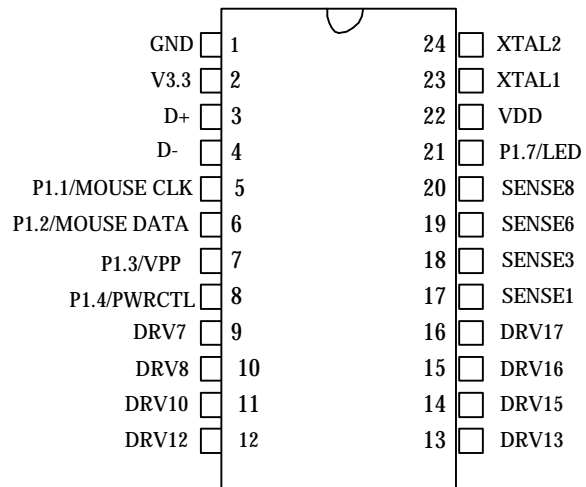 GND 1 24 XTAL2
V3.3 2 23 XTAL1
D+ 3 22 VDD
D- 4 21 P1.7/LED
P1.1/MOUSE CLK 5 20 SENSE8
P1.2/MOUSE DATA 6 19 SENSE6
P1.3/VPP 7 18 SENSE3
P1.4/PWRCTL 8 17 SENSE1
DRV7 9 16 DRV17
DRV8 10 15 DRV16
DRV10 11 14 DRV15
DRV12 12 13 DRV13